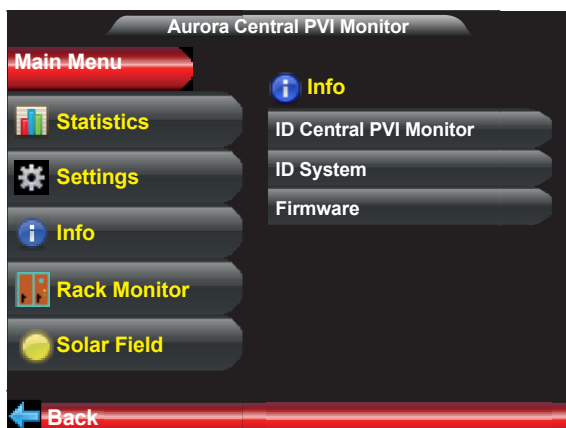 Aurora Central PVI Monitor
Main Menu
Statistics
Settings
Info
Rack Monitor
Solar Field
Info
ID Central PVI Monitor
ID System
Firmware
Back